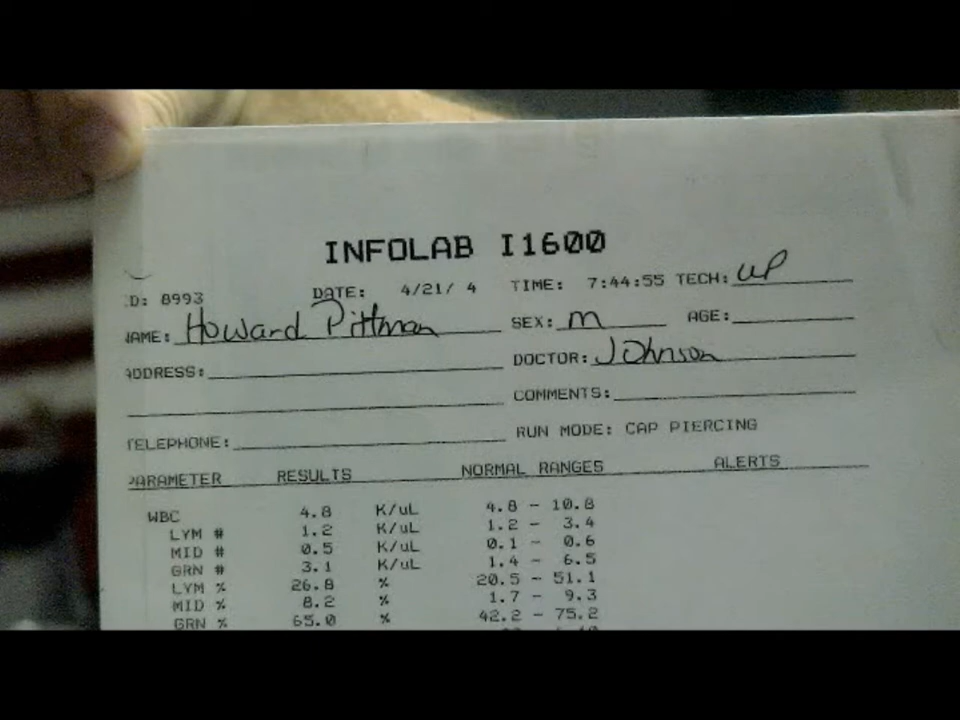 INFOLAB I1600
ID: 8993 DATE: 4/21/ 4 TIME: 7:44:55 TECH: UP
NAME: Howard Pittman SEX: M AGE:
ADDRESS: DOCTOR: Johnson
COMMENTS:
TELEPHONE: RUN MODE: CAP PIERCING
PARAMETER RESULTS NORMAL RANGES ALERTS
WBC 4.8 K/uL 4.8 - 10.8
LYM # 1.2 K/uL 1.2 - 3.4
MID # 0.5 K/uL 0.1 - 0.6
GRN # 3.1 K/uL 1.4 - 6.5
LYM % 26.8 % 20.5 - 51.1
MID % 8.2 % 1.7 - 9.3
GRN % 65.0 % 42.2 - 75.2